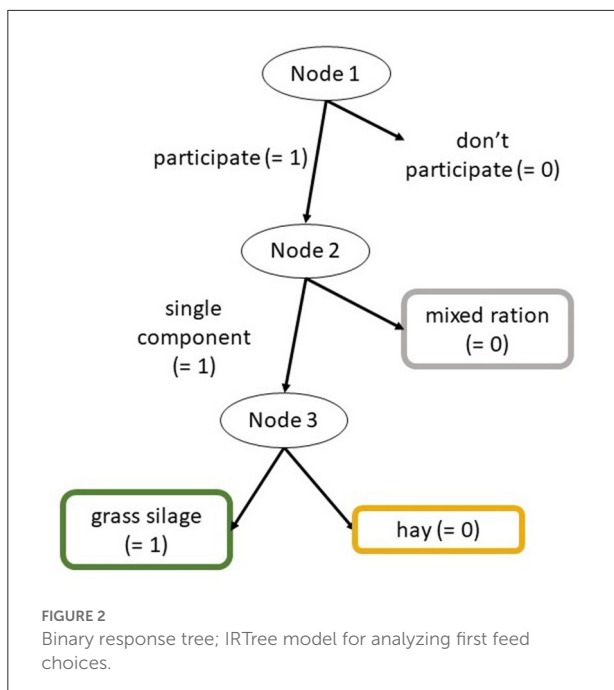 Node 1
participate (= 1)
don't
participate (= 0)
Node 2
single
component
(= 1)
mixed ration
(= 0)
Node 3
grass silage
(= 1)
hay (= 0)
FIGURE 2
Binary response tree; IRTree model for analyzing first feed
choices.